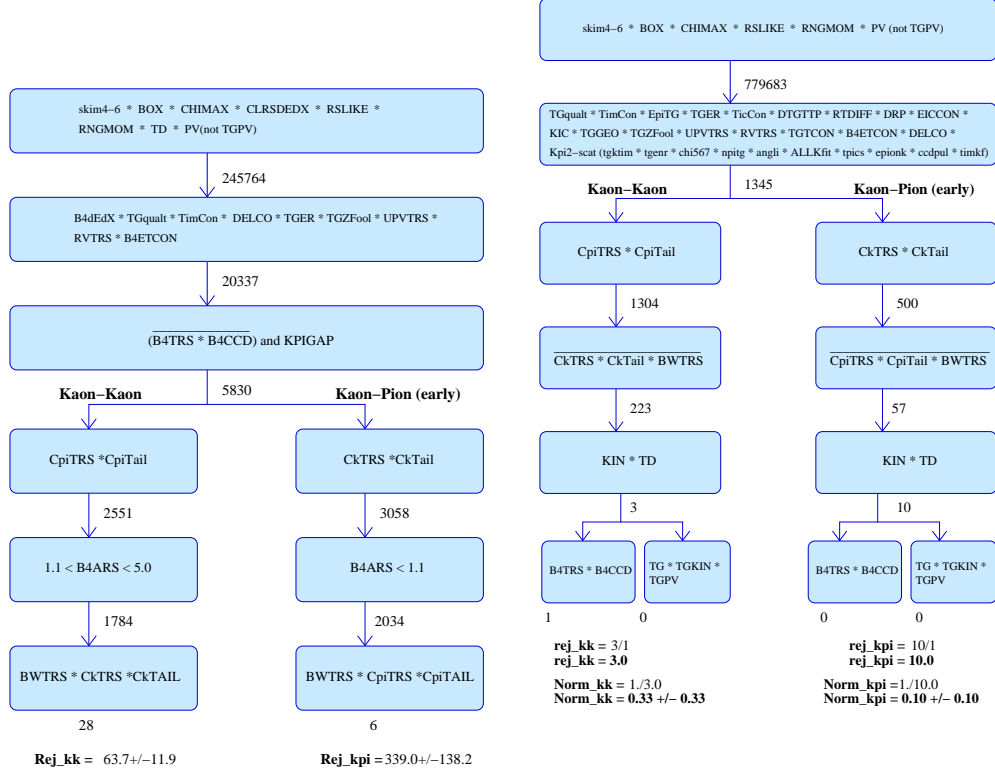 skim4−6 * BOX * CHIMAX * CLRSDEDX * RSLIKE *
RNGMOM * TD * PV(not TGPV)
245764
B4dEdX * TGqualt * TimCon * DELCO * TGER * TGZFool * UPVTRS *
RVTRS * B4ETCON
20337
(B4TRS * B4CCD) and KPIGAP
5830
Kaon−Kaon
Kaon−Pion (early)
CpiTRS *CpiTail
CkTRS *CkTail
2551
3058
1.1 < B4ARS < 5.0
B4ARS < 1.1
1784
2034
BWTRS * CkTRS *CkTAIL
BWTRS * CpiTRS *CpiTAIL
28
6
Rej_kk = 63.7+/−11.9
Rej_kpi = 339.0+/−138.2
skim4−6 * BOX * CHIMAX * RSLIKE * RNGMOM * PV (not TGPV)
779683
TGqualt * TimCon * EpiTG * TGER * TicCon * DTGTTP * RTDIFF * DRP * EICCON *
KIC * TGGEO * TGZFool * UPVTRS * RVTRS * TGTCON * B4ETCON * DELCO *
Kpi2−scat (tgktim * tgenr * chi567 * npitg * angli * ALLKfit * tpics * epionk * ccdpul * timkf)
1345
Kaon−Kaon
Kaon−Pion (early)
CpiTRS * CpiTail
CkTRS * CkTail
1304
500
CkTRS * CkTail * BWTRS
CpiTRS * CpiTail * BWTRS
223
57
KIN * TD
KIN * TD
3
10
B4TRS * B4CCD
TG * TGKIN *
TGPV
B4TRS * B4CCD
TG * TGKIN *
TGPV
1
0
0
0
rej_kk = 3/1
rej_kk = 3.0
rej_kpi = 10/1
rej_kpi = 10.0
Norm_kk = 1./3.0
Norm_kk = 0.33 +/− 0.33
Norm_kpi =1./10.0
Norm_kpi = 0.10 +/− 0.10